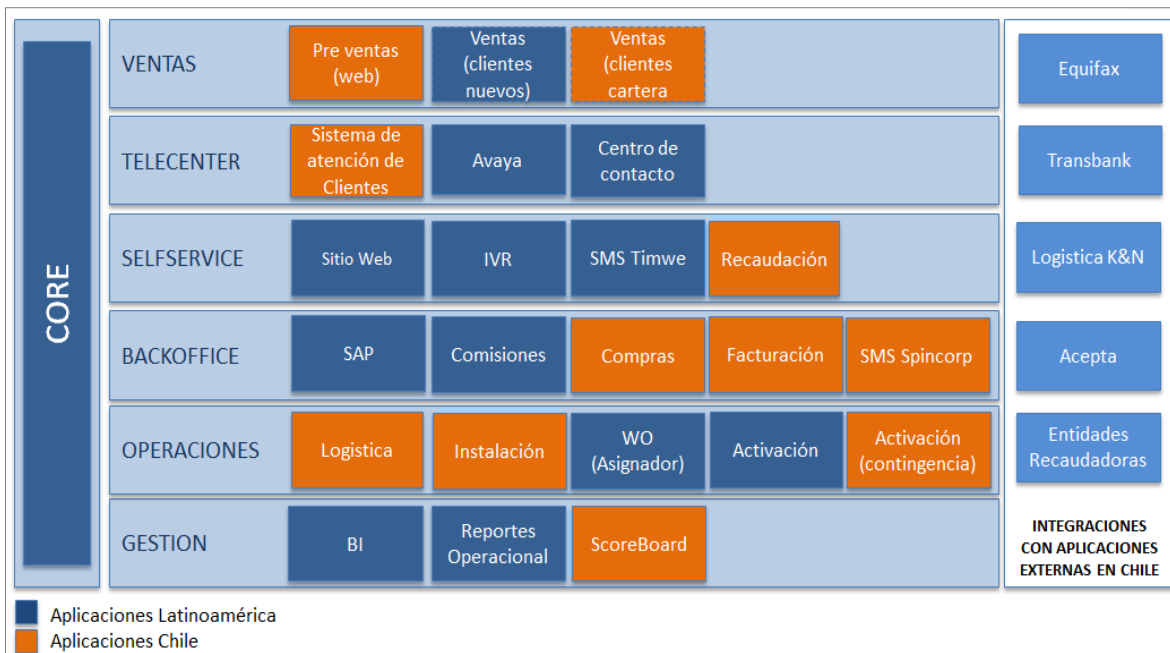 CORE
VENTAS
Pre ventas
(web)
Ventas
(clientes
nuevos)
Ventas
(clientes
cartera
Equifax
TELECENTER
Sistema de
atención de
Clientes
Avaya
Centro de
contacto
Transbank
SELFSERVICE
Sitio Web
IVR
SMS Timwe
Recaudación
Logistica K&N
BACKOFFICE
SAP
Comisiones
Compras
Facturación
SMS Spincorp
Acepta
OPERACIONES
Logistica
Instalación
WO
(Asignador)
Activación
Activación
(contingencia)
Entidades
Recaudadoras
GESTION
BI
Reportes
Operacional
ScoreBoard
INTEGRACIONES
CON APLICACIONES
EXTERNAS EN CHILE
Aplicaciones Latinoamérica
Aplicaciones Chile